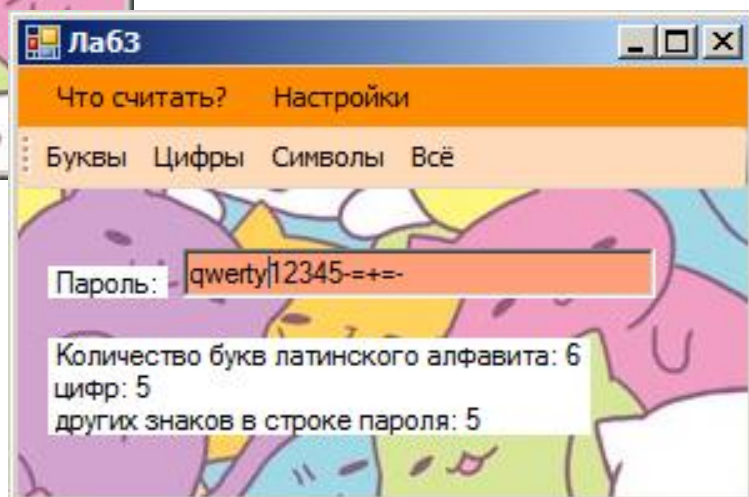 Лаб3
Что считать? Настройки
Буквы Цифры Символы Всё
Пароль: qwerty12345-=+=-
Количество букв латинского алфавита: 6
цифр: 5
других знаков в строке пароля: 5